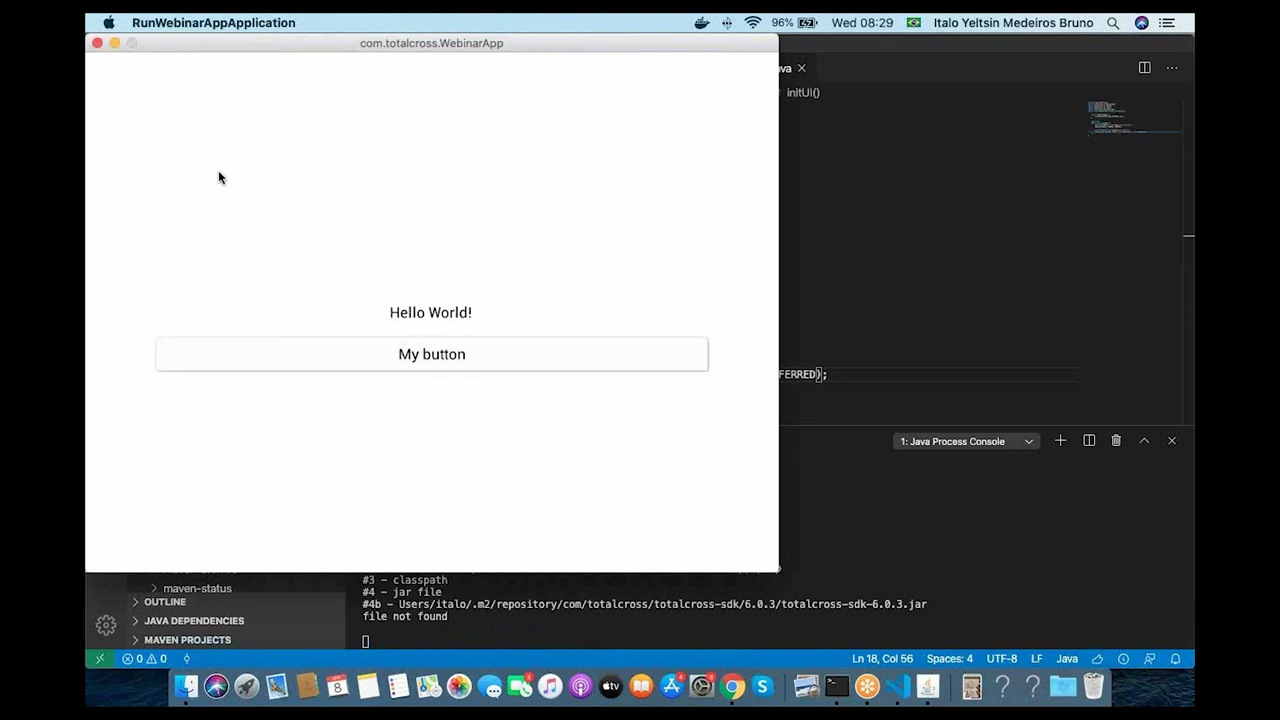 RunWebinarAppApplication
96%
Wed 08:29
Italo Yeltsin Medeiros Bruno
com.totalcross.WebinarApp
ava
initUI()
Hello World!
My button
FERRED);
1: Java Process Console
maven-status
OUTLINE
JAVA DEPENDENCIES
MAVEN PROJECTS
#3 - classpath
#4 - jar file
#4b - Users/italo/.m2/repository/com/totalcross/totalcross-sdk/6.0.3/totalcross-sdk-6.0.3.jar
file not found
0
0
Ln 18, Col 56
Spaces: 4
UTF-8
LF
Java
8
tv